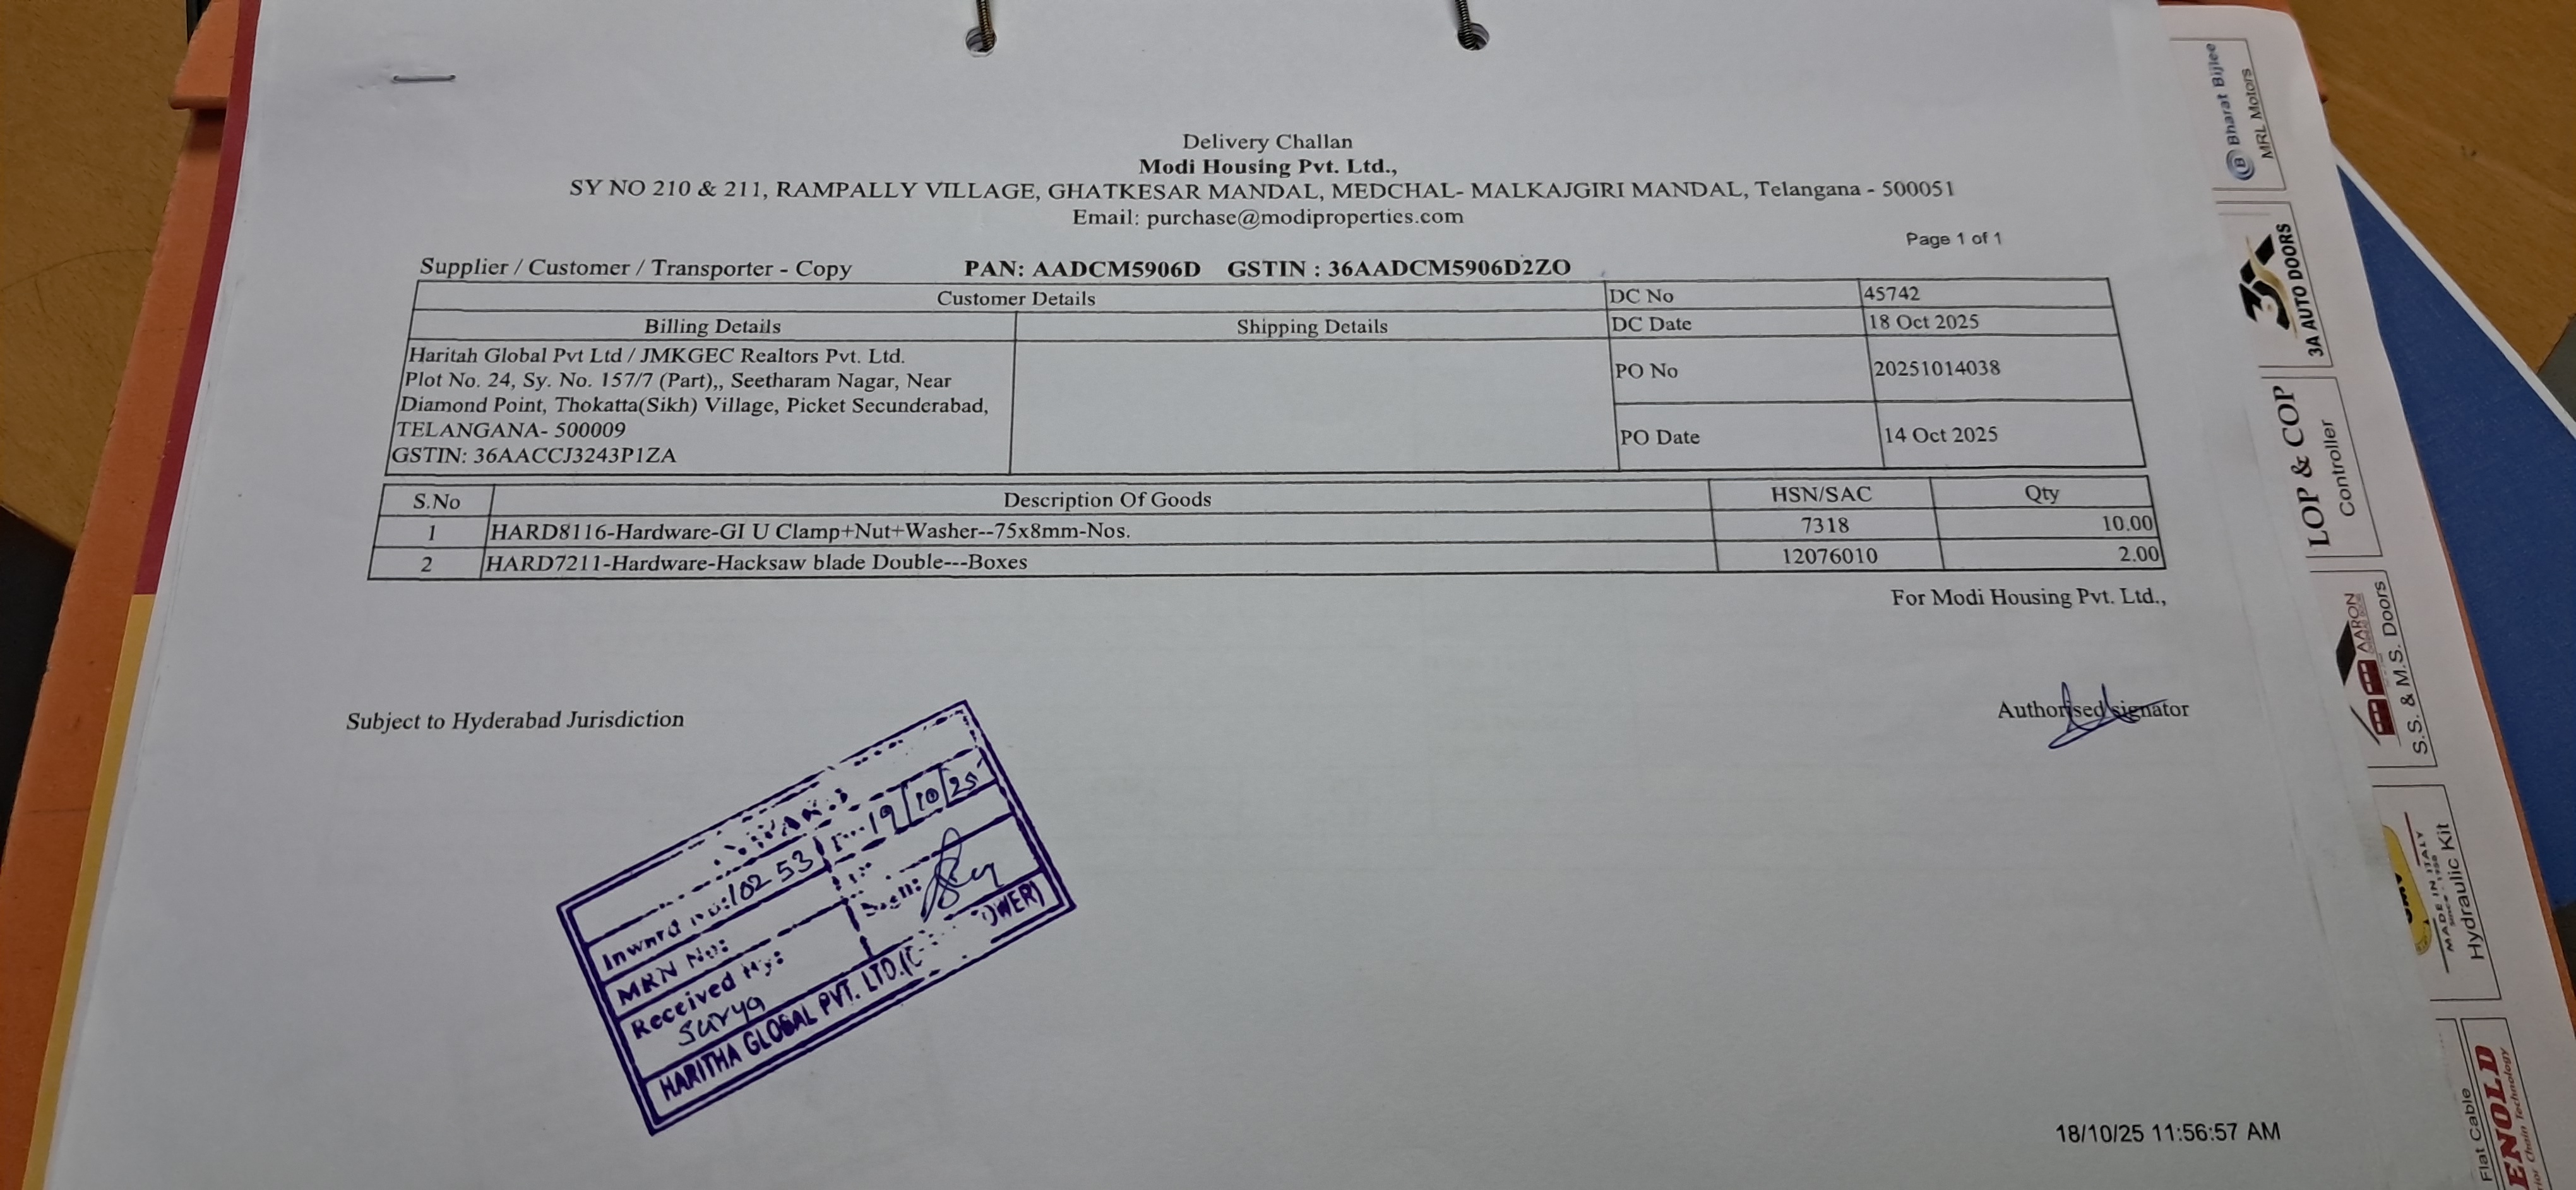 Delivery Challan
Modi Housing Pvt. Ltd.,
SY NO 210 & 211, RAMPALLY VILLAGE, GHATKESAR MANDAL, MEDCHAL- MALKAJGIRI MANDAL, Telangana - 500051
Email: purchase@modiproperties.com
Page 1 of 1
Supplier / Customer / Transporter - Copy PAN: AADCM5906D GSTIN : 36AADCM5906D2ZO
Customer Details DC No 45742
Billing Details Shipping Details DC Date 18 Oct 2025
Haritah Global Pvt Ltd / JMKGEC Realtors Pvt. Ltd.
Plot No. 24, Sy. No. 157/7 (Part),, Seetharam Nagar, Near PO No 20251014038
Diamond Point, Thokatta(Sikh) Village, Picket Secunderabad,
TELANGANA- 500009 PO Date 14 Oct 2025
GSTIN: 36AACCJ3243P1ZA
S.No Description Of Goods HSN/SAC Qty
1 HARD8116-Hardware-GI U Clamp+Nut+Washer--75x8mm-Nos. 7318 10.00
2 HARD7211-Hardware-Hacksaw blade Double---Boxes 12076010 2.00
For Modi Housing Pvt. Ltd.,
Subject to Hyderabad Jurisdiction
Authorised signator
Inward No: 10253 19/10/25
MRN No:
Received By: Sign:
Surya
HARITHA GLOBAL PVT. LTD.
18/10/25 11:56:57 AM
Bharat Bijlee
MRL Motors
3A AUTO DOORS
LOP & COP
Controller
AARON
S.S. & M.S. Doors
MADE IN ITALY
Hydraulic Kit
Flat Cable